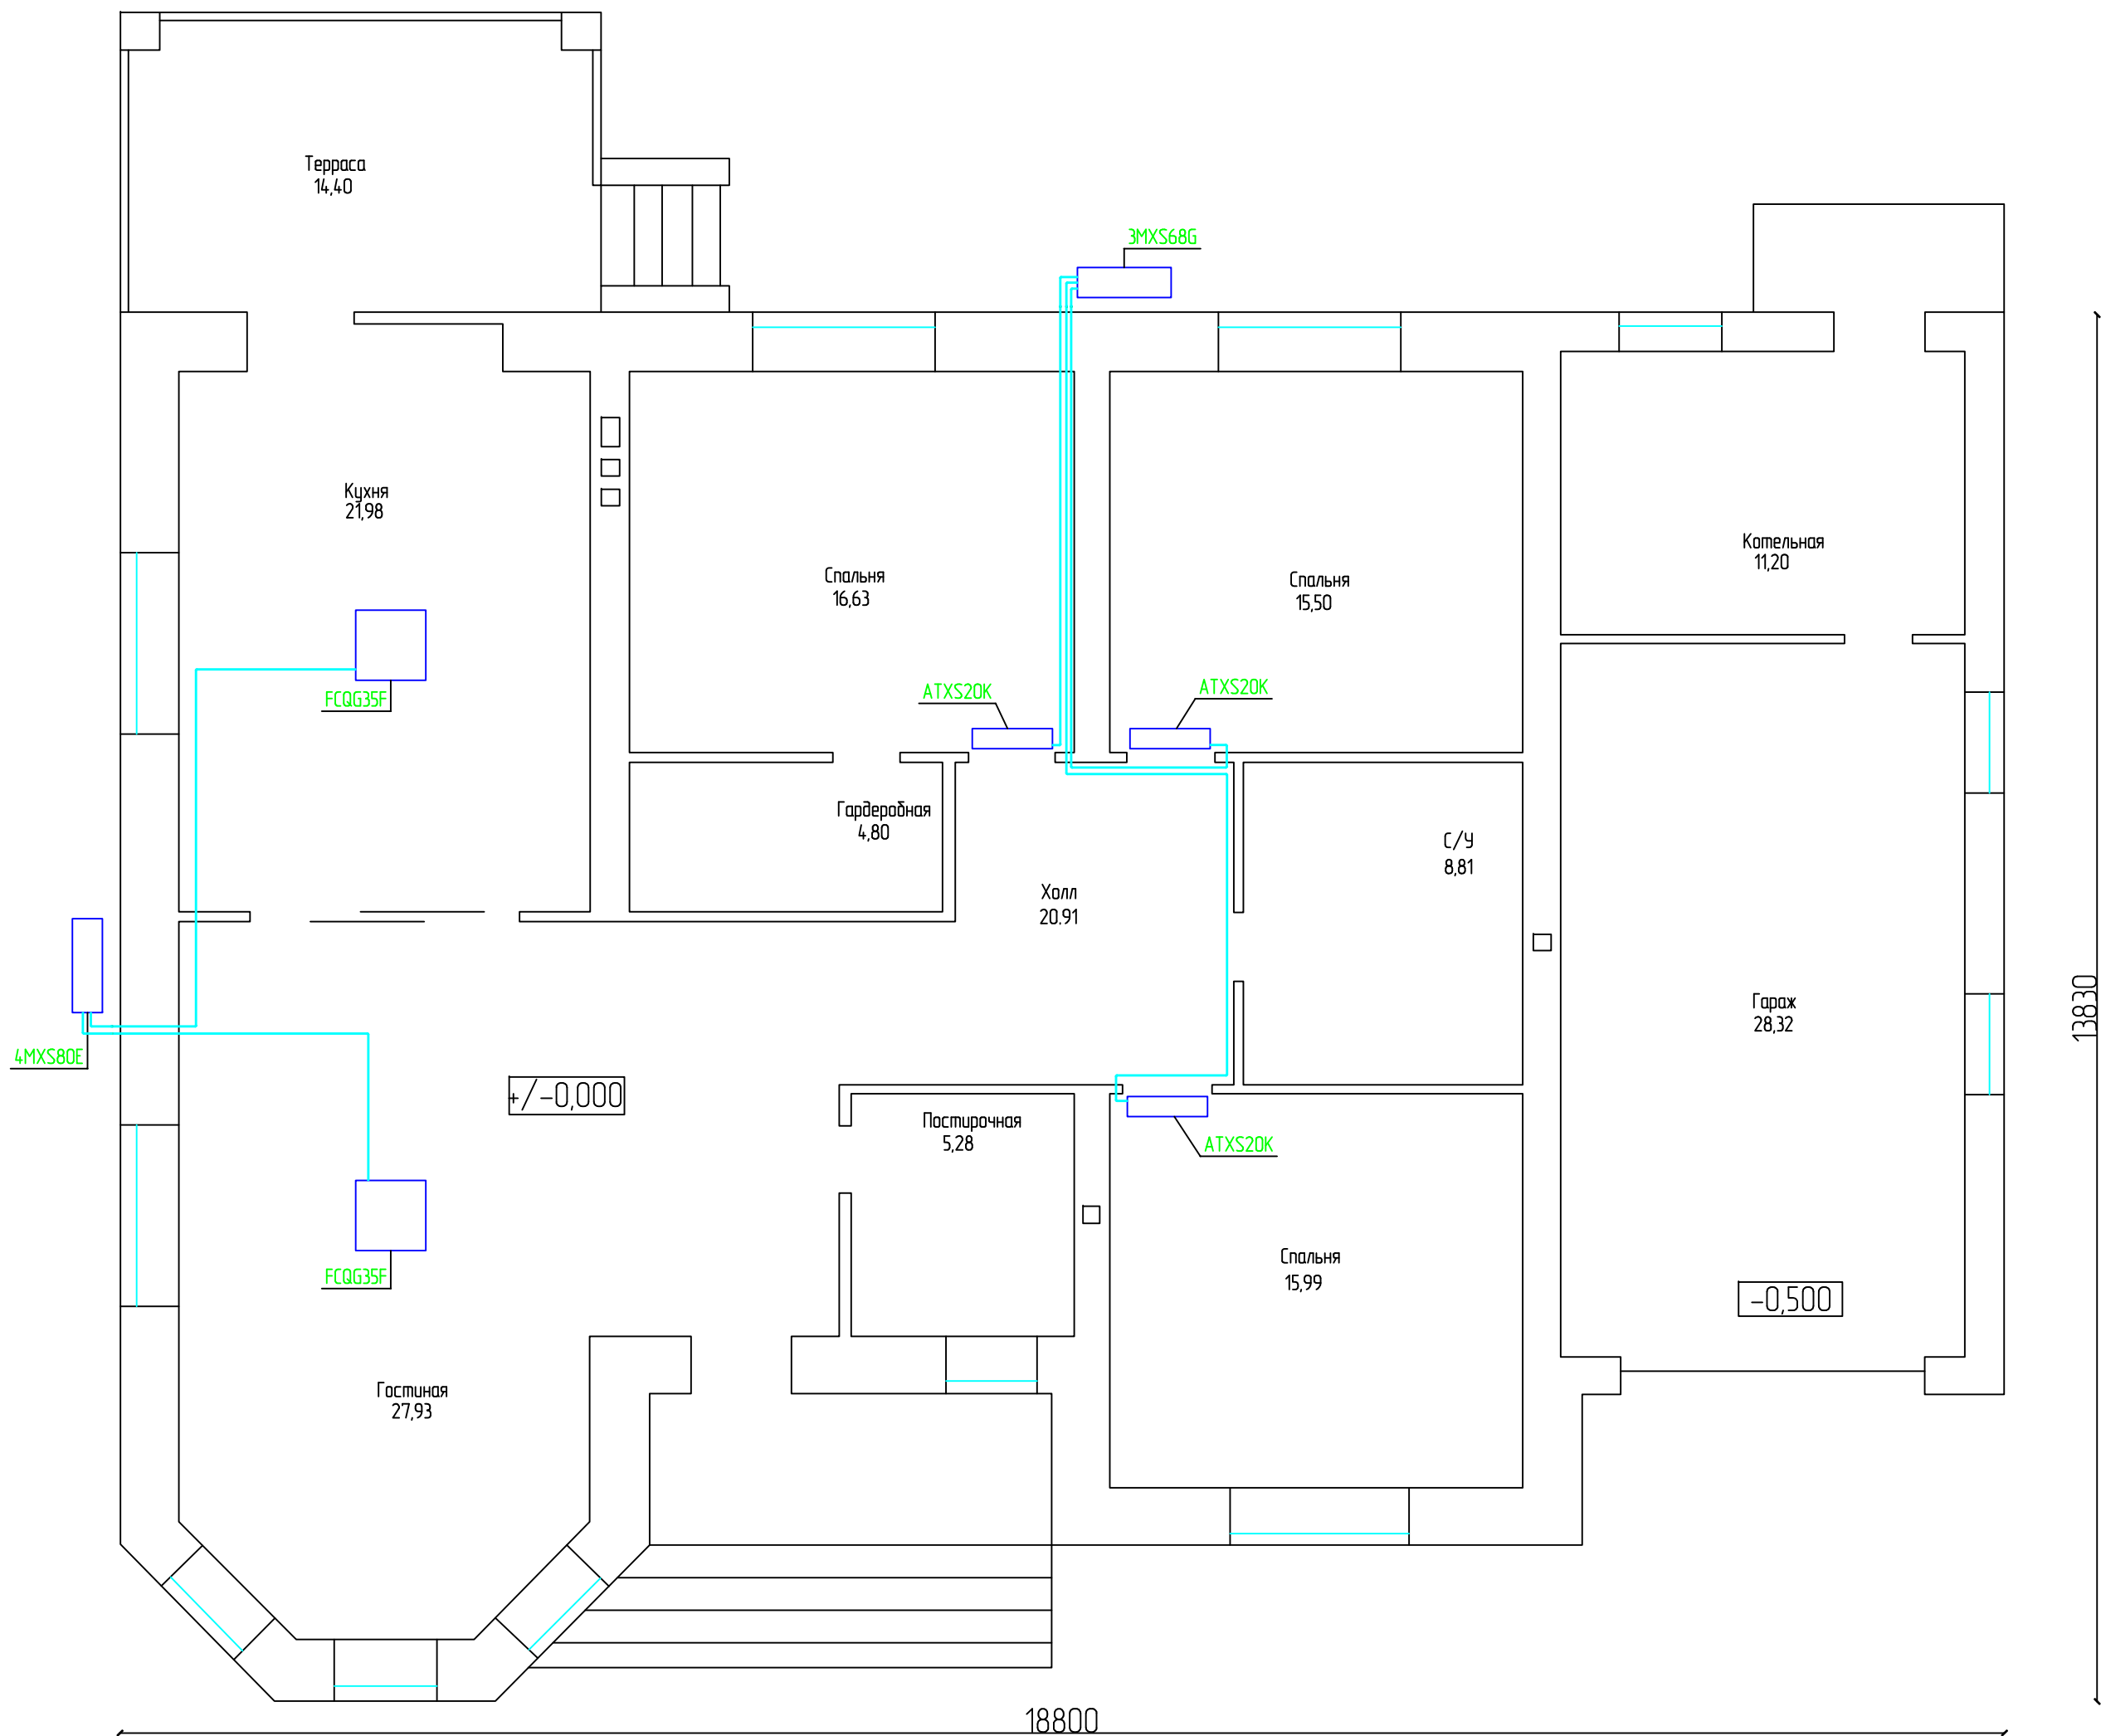 Терраса
14,40
3MXS68G
Кухня
21,98
Спальня
16,63
Спальня
15,50
Котельная
11,20
FCQG35F
ATXS20K
ATXS20K
Гардеробная
4,80
С/У
8,81
Холл
20.91
Гараж
28,32
13830
4MXS80E
+/-0,000
Постирочная
5,28
ATXS20K
FCQG35F
Спальня
15,99
-0,500
Гостиная
27,93
18800